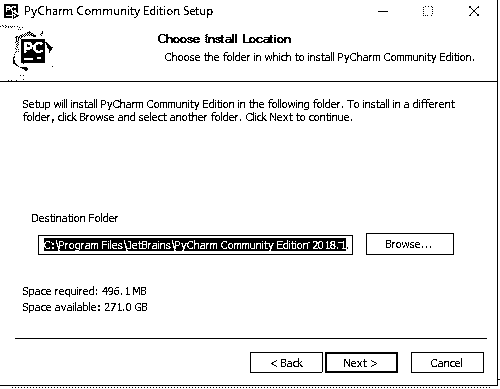 PyCharm Community Edition Setup
PC
Choose Install Location
Choose the folder in which to install PyCharm Community Edition.
Setup will install PyCharm Community Edition in the following folder. To install in a different
folder, click Browse and select another folder. Click Next to continue.
Destination Folder
C:\Program Files\JetBrains\PyCharm Community Edition 2018.1.
Browse...
Space required: 496.1 MB
Space available: 271.0 GB
< Back
Next >
Cancel